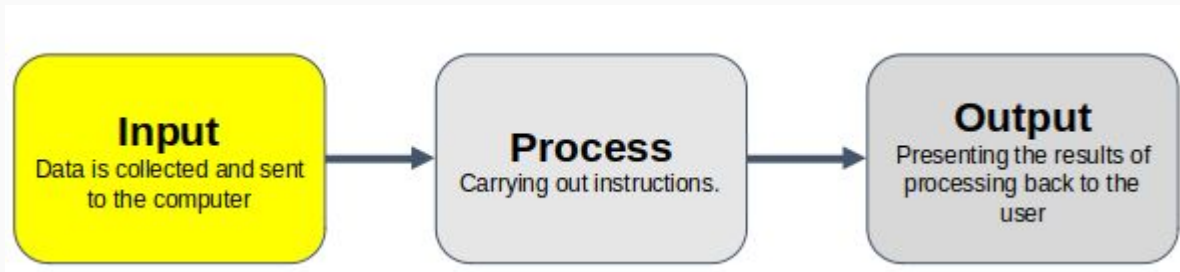 Input
Data is collected and sent
to the computer
Process
Carrying out instructions.
Output
Presenting the results of
processing back to the
user